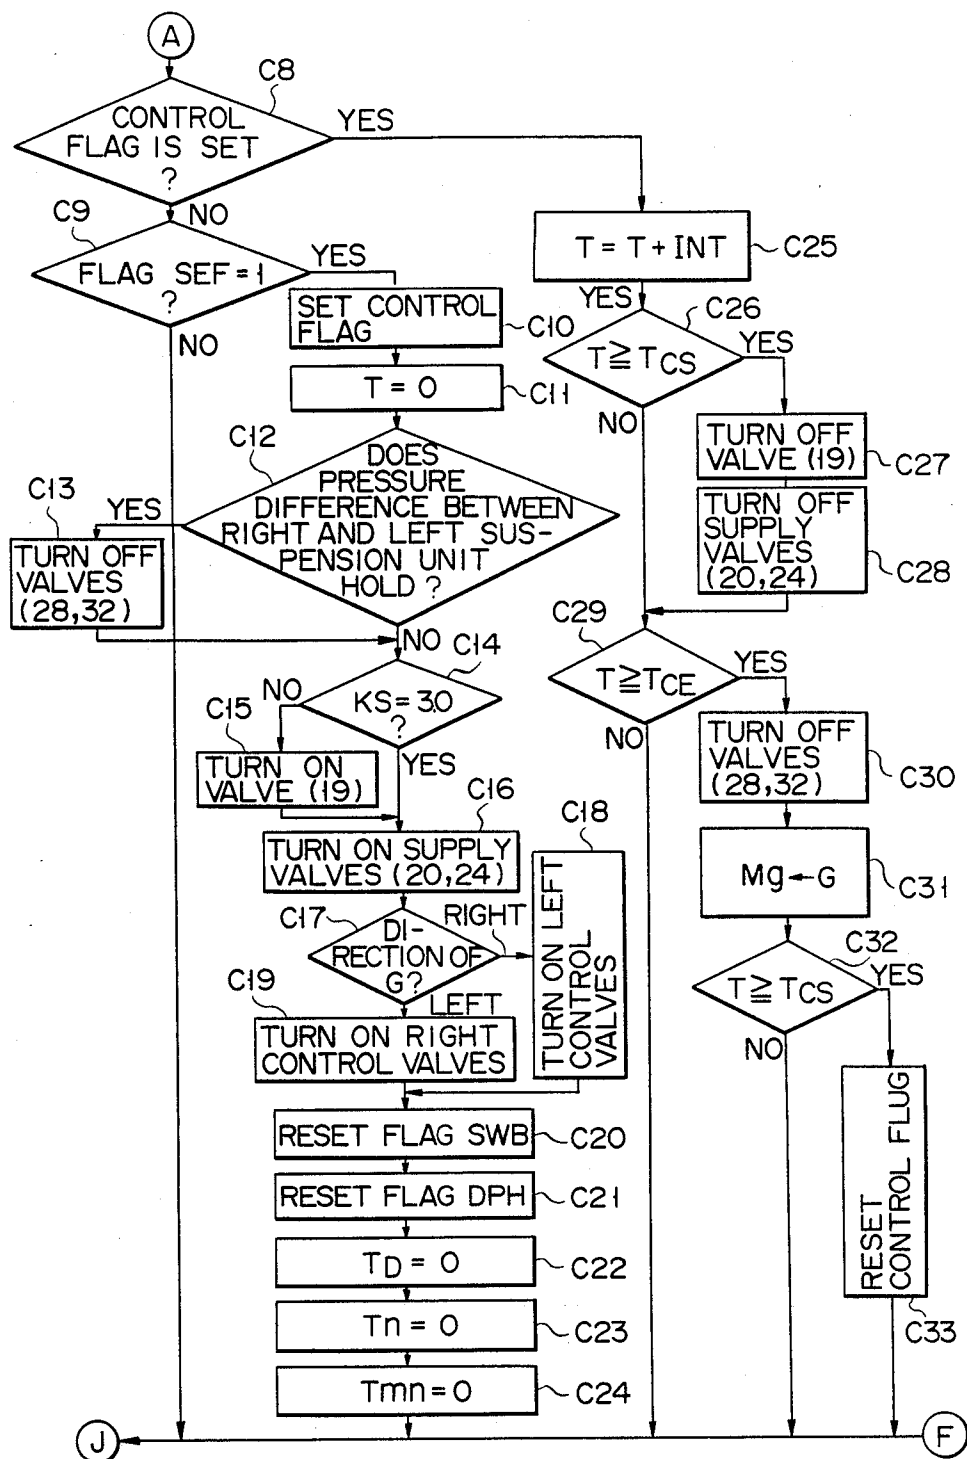 A
C8
CONTROL
FLAG IS SET
?
YES
NO
C9
FLAG SEF=1
?
YES
NO
SET CONTROL
FLAG
C10
T = 0
C11
C12
DOES
PRESSURE
DIFFERENCE BETWEEN
RIGHT AND LEFT SUS-
PENSION UNIT
HOLD ?
YES
NO
C13
TURN OFF
VALVES
(28,32)
C14
KS=3.0
?
NO
YES
C15
TURN ON
VALVE (19)
C16
TURN ON SUPPLY
VALVES (20,24)
C17
DI-
RECTION OF
G?
RIGHT
LEFT
C18
TURN ON LEFT
CONTROL
VALVES
C19
TURN ON RIGHT
CONTROL VALVES
RESET FLAG SWB
C20
RESET FLAG DPH
C21
TD = 0
C22
Tn = 0
C23
Tmn=0
C24
T = T + INT
C25
YES
C26
T ≧ TCS
YES
NO
TURN OFF
VALVE (19)
C27
TURN OFF
SUPPLY
VALVES
(20,24)
C28
C29
T≧TCE
YES
NO
TURN OFF
VALVES
(28,32)
C30
Mg←G
C31
C32
T ≧ TCS
YES
NO
RESET
CONTROL FLUG
C33
J
F